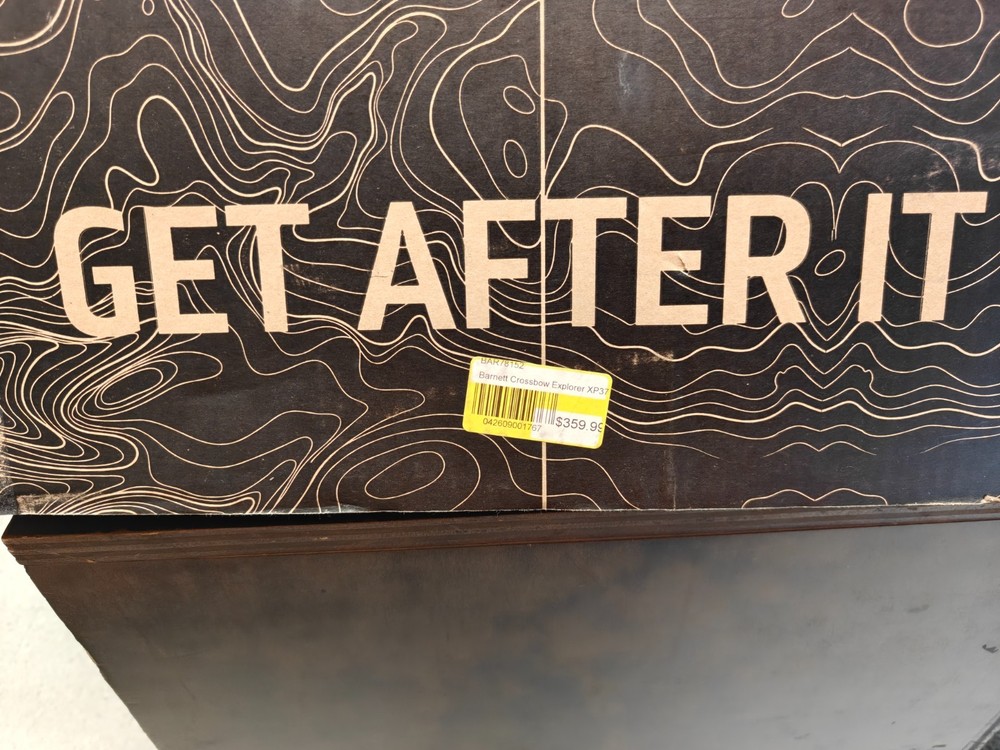 GET AFTER IT
BAR78152
Barnett Crossbow Explorer XP37
042609001767
$359.99